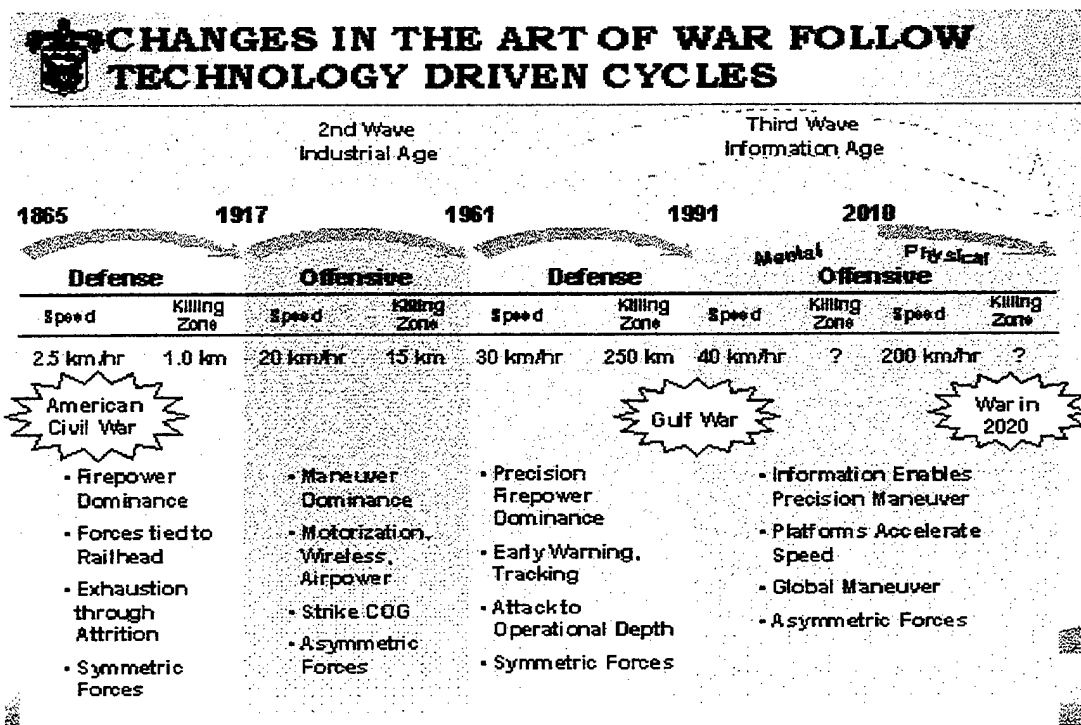 CHANGES IN THE ART OF WAR FOLLOW
TECHNOLOGY DRIVEN CYCLES
2nd Wave
Industrial Age
Third Wave
Information Age
1865 1917 1961 1991 2010
Mental Physical
Defense Offensive Defense Offensive
Speed Killing Zone Speed Killing Zone Speed Killing Zone Speed Killing Zone Speed Killing Zone
2.5 km/hr 1.0 km 20 km/hr 15 km 30 km/hr 250 km 40 km/hr ? 200 km/hr ?
American
Civil War
Gulf War
War in
2020
- Firepower
Dominance
- Forces tied to
Railhead
- Exhaustion
through
Attrition
- Symmetric
Forces
- Maneuver
Dominance
- Motorization,
Wireless,
Airpower
- Strike COG
- Asymmetric
Forces
- Precision
Firepower
Dominance
- Early Warning,
Tracking
- Attack to
Operational Depth
- Symmetric Forces
- Information Enables
Precision Maneuver
- Platforms Accelerate
Speed
- Global Maneuver
- Asymmetric Forces